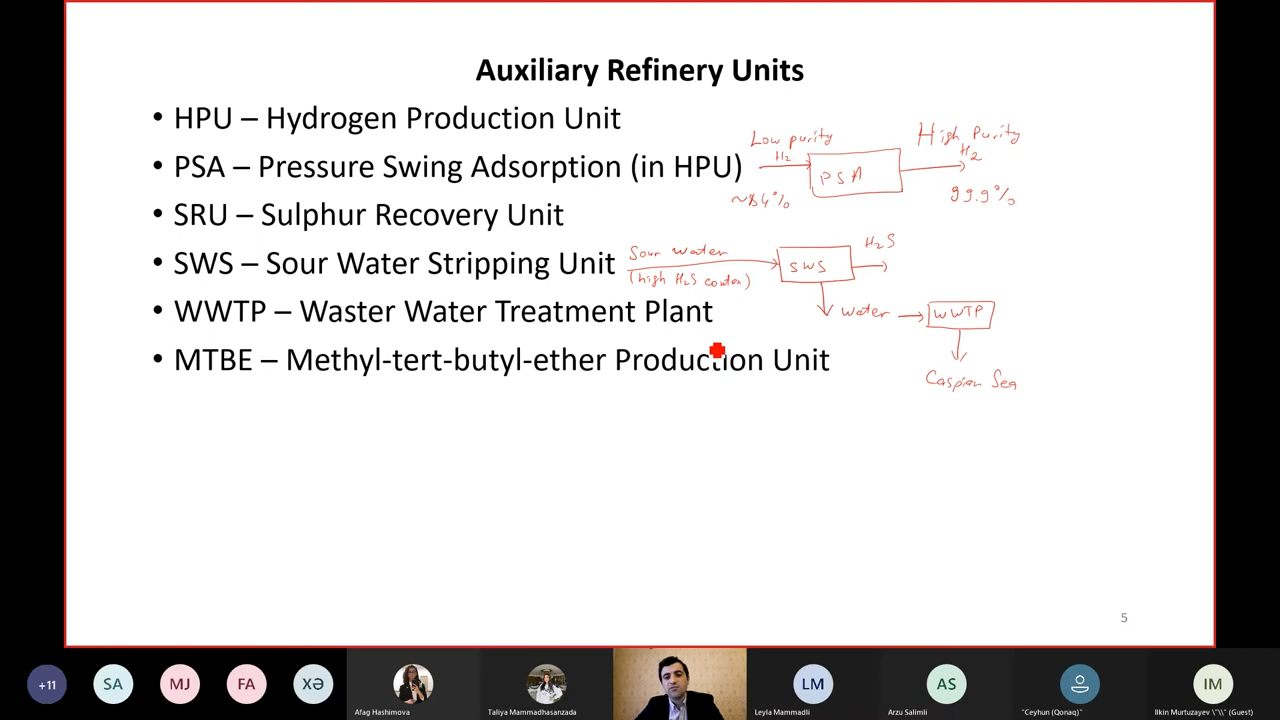 Auxiliary Refinery Units
• HPU – Hydrogen Production Unit
• PSA – Pressure Swing Adsorption (in HPU)
• SRU – Sulphur Recovery Unit
• SWS – Sour Water Stripping Unit
• WWTP – Waster Water Treatment Plant
• MTBE – Methyl-tert-butyl-ether Production Unit
Low purity
H2
~84%
PSA
High Purity
H2
99.9%
Sour water
(high H2S conten)
SWS
H2S
water
WWTP
Caspian Sea
5
+11
SA
MJ
FA
XƏ
Afag Hashimova
Taliya Mammadhasanzada
LM
Leyla Mammadli
AS
Arzu Salimli
"Ceyhun (Qonaq)
IM
Ilkin Murtuzayev \"\\" (Guest)